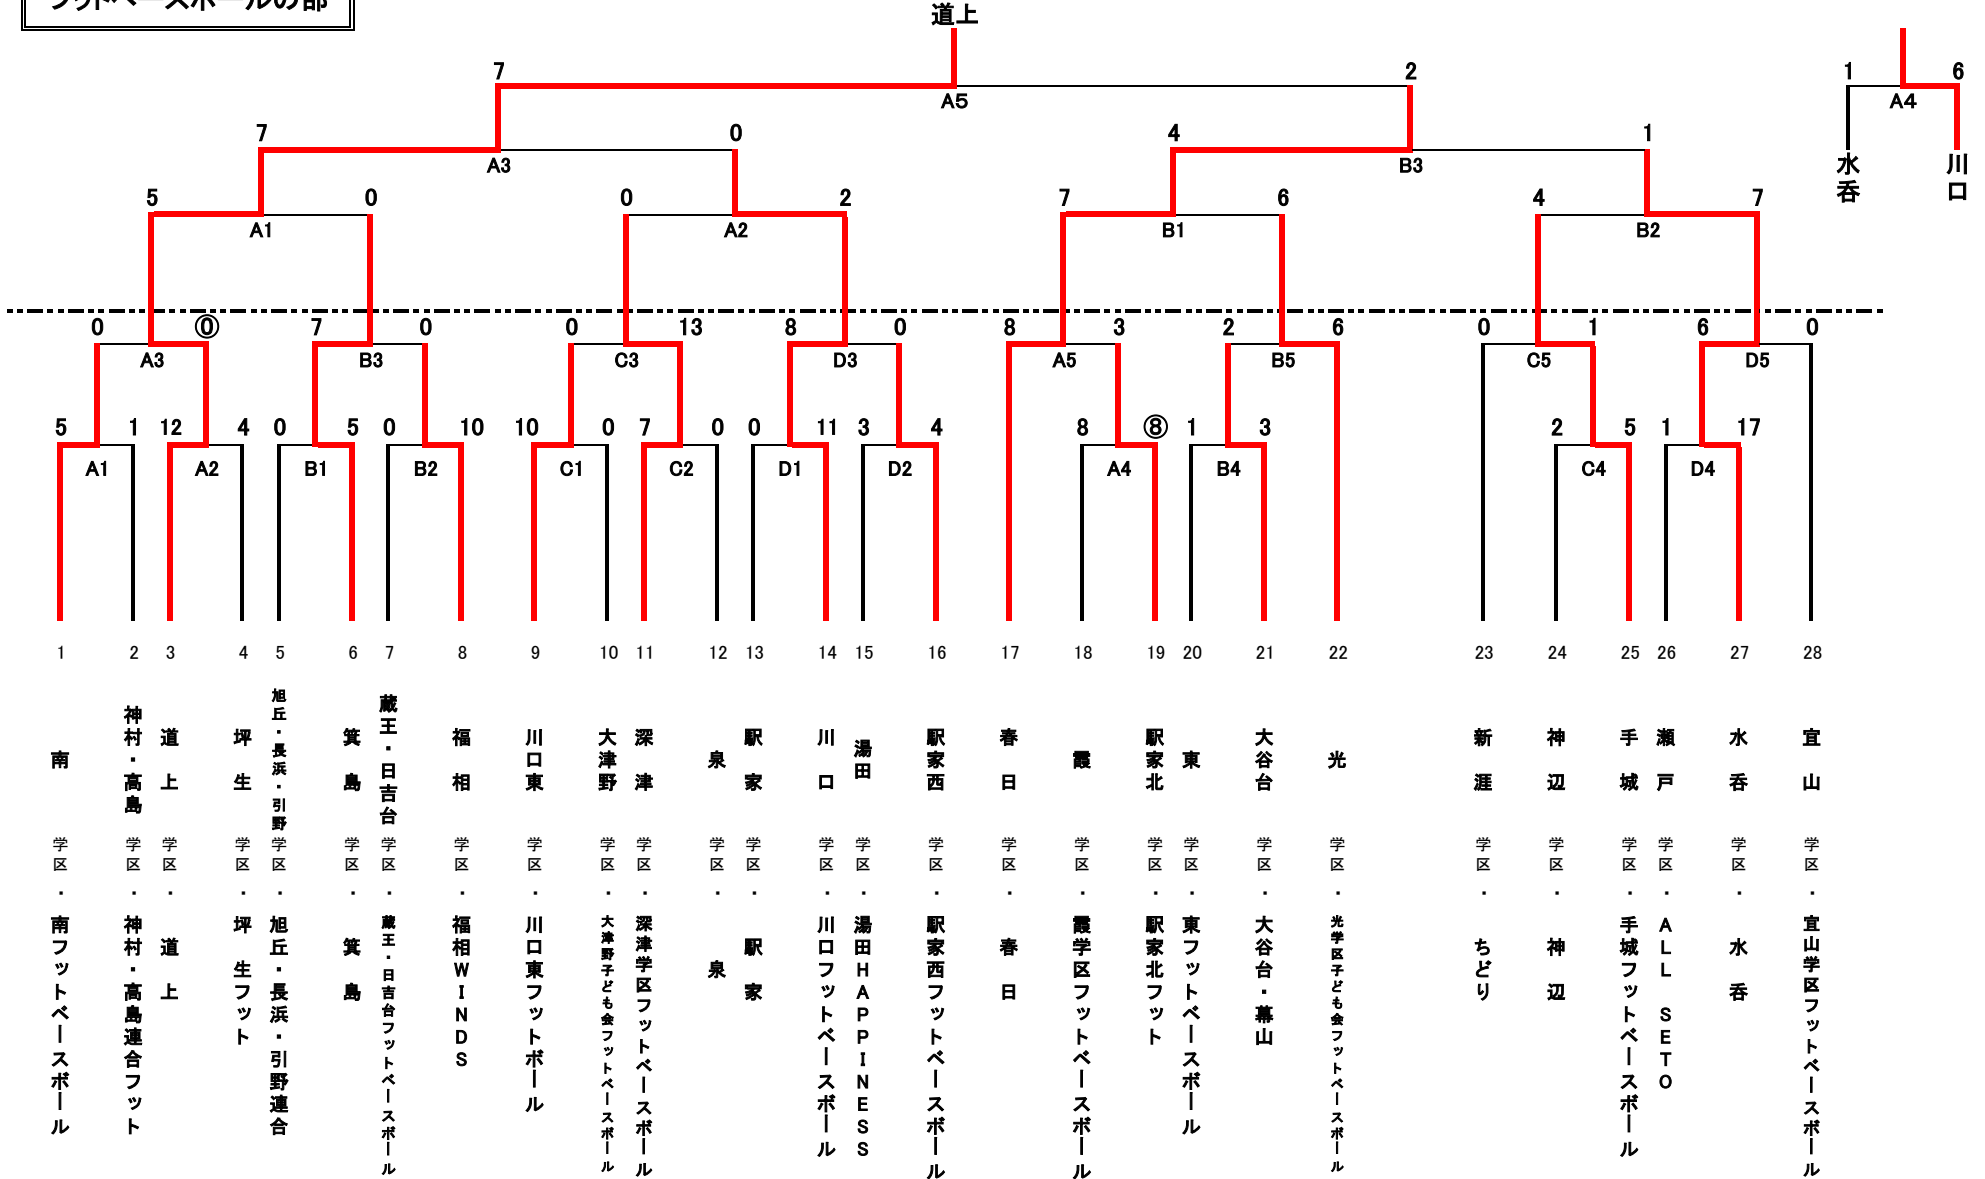 フットベースボールの部
道上
7 2 1 6
A5 A4
7 0 4 1
A3 B3
水呑 川口
5 0 0 2 7 6 4 7
A1 A2 B1 B2
0 ⓪ 7 0 0 13 8 0 8 3 2 6 0 1 6 0
A3 B3 C3 D3 A5 B5 C5 D5
5 1 12 4 0 5 0 10 10 0 7 0 0 11 3 4 8 ⑧ 1 3 2 5 1 17
A1 A2 B1 B2 C1 C2 D1 D2 A4 B4 C4 D4
1 南 学区・ 南フットベースボール
2 神村・高島 学区・ 神村・高島連合フット
3 道上 学区・ 道上
4 坪生 学区・ 坪生フット
5 旭丘・長浜・引野 学区・ 旭丘・長浜・引野連合
6 箕島 学区・ 箕島
7 蔵王・日吉台 学区・ 蔵王・日吉台フットベースボール
8 福相 学区・ 福相WINDS
9 川口東 学区・ 川口東フットボール
10 大津野 学区・ 大津野子ども会フットベースボール
11 深津 学区・ 深津学区フットベースボール
12 泉 学区・ 泉
13 駅家 学区・ 駅家
14 川口 学区・ 川口フットベースボール
15 湯田 学区・ 湯田HAPPINESS
16 駅家西 学区・ 駅家西フットベースボール
17 春日 学区・ 春日
18 霞 学区・ 霞学区フットベースボール
19 駅家北 学区・ 駅家北フット
20 東 学区・ 東フットベースボール
21 大谷台 学区・ 大谷台・幕山
22 光 学区・ 光学区子ども会フットベースボール
23 新涯 学区・ ちどり
24 神辺 学区・ 神辺
25 手城 学区・ 手城フットベースボール
26 瀬戸 学区・ ALL SETO
27 水呑 学区・ 水呑
28 宜山 学区・ 宜山学区フットベースボール